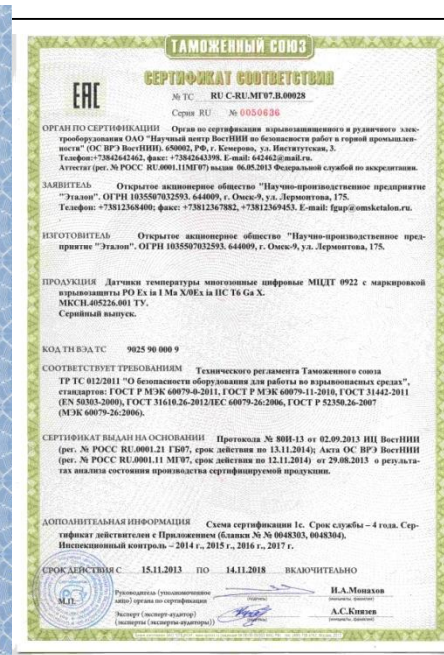 ТАМОЖЕННЫЙ СОЮЗ
ЕАС
СЕРТИФИКАТ СООТВЕТСТВИЯ
№ ТС RU C-RU.МГ07.В.00028
Серия RU № 0050636
ОРГАН ПО СЕРТИФИКАЦИИ Орган по сертификации взрывозащищенного и рудничного элек-
трооборудования ОАО "Научный центр ВостНИИ по безопасности работ в горной промышлен-
ности" (ОС ВРЭ ВостНИИ). 650002, РФ, г. Кемерово, ул. Институтская, 3.
Телефон:+73842642462, факс: +73842643398. E-mail: 642462@mail.ru.
Аттестат (рег. № РОСС RU.0001.11МГ07) выдан 06.05.2013 Федеральной службой по аккредитации.
ЗАЯВИТЕЛЬ Открытое акционерное общество "Научно-производственное предприятие
"Эталон". ОГРН 1035507032593. 644009, г. Омск-9, ул. Лермонтова, 175.
Телефон: +73812368400; факс: +73812367882, +73812369453. E-mail: fgup@omsketalon.ru.
ИЗГОТОВИТЕЛЬ Открытое акционерное общество "Научно-производственное пред-
приятие "Эталон". ОГРН 1035507032593. 644009, г. Омск-9, ул. Лермонтова, 175.
ПРОДУКЦИЯ Датчики температуры многозонные цифровые МЦДТ 0922 с маркировкой
взрывозащиты РО Ex ia I Ma X/0Ex ia IIC T6 Ga X.
МКСН.405226.001 ТУ.
Серийный выпуск.
КОД ТН ВЭД ТС 9025 90 000 9
СООТВЕТСТВУЕТ ТРЕБОВАНИЯМ Технического регламента Таможенного союза
ТР ТС 012/2011 "О безопасности оборудования для работы во взрывоопасных средах",
стандартов: ГОСТ Р МЭК 60079-0-2011, ГОСТ Р МЭК 60079-11-2010, ГОСТ 31442-2011
(EN 50303-2000), ГОСТ 31610.26-2012/IEC 60079-26:2006, ГОСТ Р 52350.26-2007
(МЭК 60079-26:2006).
СЕРТИФИКАТ ВЫДАН НА ОСНОВАНИИ Протокола № 80И-13 от 02.09.2013 ИЦ ВостНИИ
(рег. № РОСС RU.0001.21 ГБ07, срок действия по 13.11.2014); Акта ОС ВРЭ ВостНИИ
(рег. № РОСС RU.0001.11 МГ07, срок действия по 12.11.2014) от 29.08.2013 о результа-
тах анализа состояния производства сертифицируемой продукции.
ДОПОЛНИТЕЛЬНАЯ ИНФОРМАЦИЯ Схема сертификации 1с. Срок службы – 4 года. Сер-
тификат действителен с Приложением (бланки № № 0048303, 0048304).
Инспекционный контроль – 2014 г., 2015 г., 2016 г., 2017 г.
СРОК ДЕЙСТВИЯ С 15.11.2013 ПО 14.11.2018 ВКЛЮЧИТЕЛЬНО
М.П.
Руководитель (уполномоченное
лицо) органа по сертификации
И.А.Монахов
Эксперт (эксперт-аудитор)
(эксперты (эксперты-аудиторы))
А.С.Князев